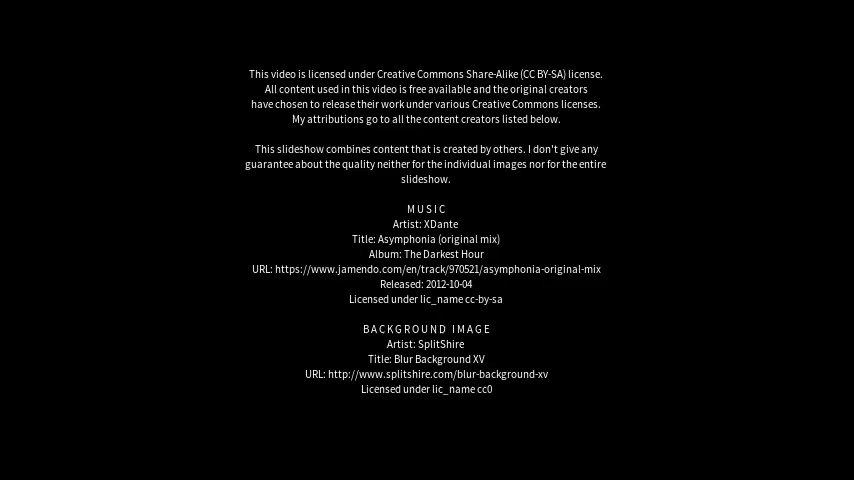 This video is licensed under Creative Commons Share-Alike (CC BY-SA) license.
All content used in this video is free available and the original creators
have chosen to release their work under various Creative Commons licenses.
My attributions go to all the content creators listed below.
This slideshow combines content that is created by others. I don't give any
guarantee about the quality neither for the individual images nor for the entire
slideshow.
MUSIC
Artist: XDante
Title: Asymphonia (original mix)
Album: The Darkest Hour
URL: https://www.jamendo.com/en/track/970521/asymphonia-original-mix
Released: 2012-10-04
Licensed under lic_name cc-by-sa
BACKGROUND IMAGE
Artist: SplitShire
Title: Blur Background XV
URL: http://www.splitshire.com/blur-background-xv
Licensed under lic_name cc0